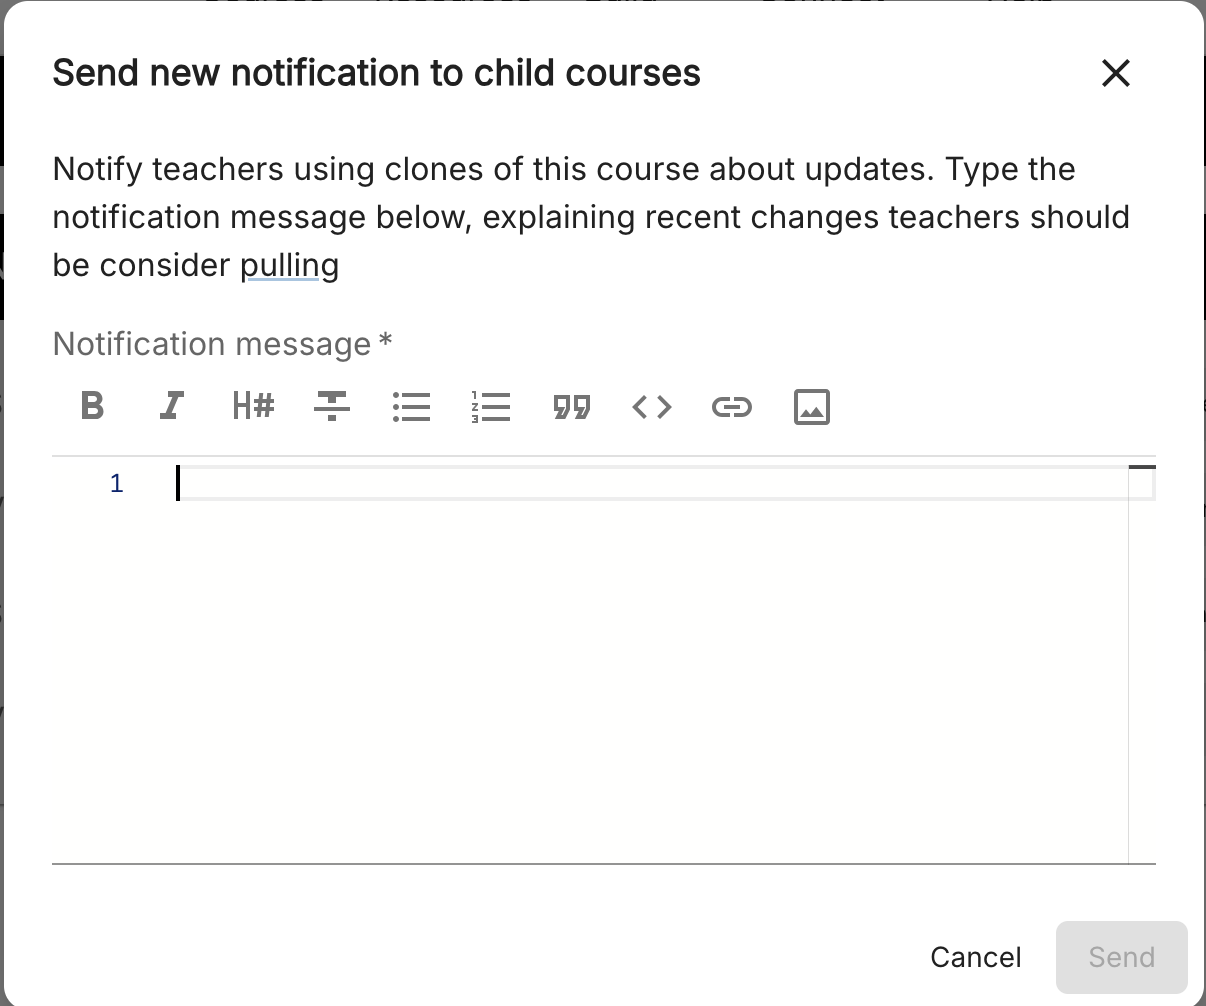 Send new notification to child courses
Notify teachers using clones of this course about updates. Type the
notification message below, explaining recent changes teachers should
be consider pulling
Notification message *
B I H#
1
Cancel Send